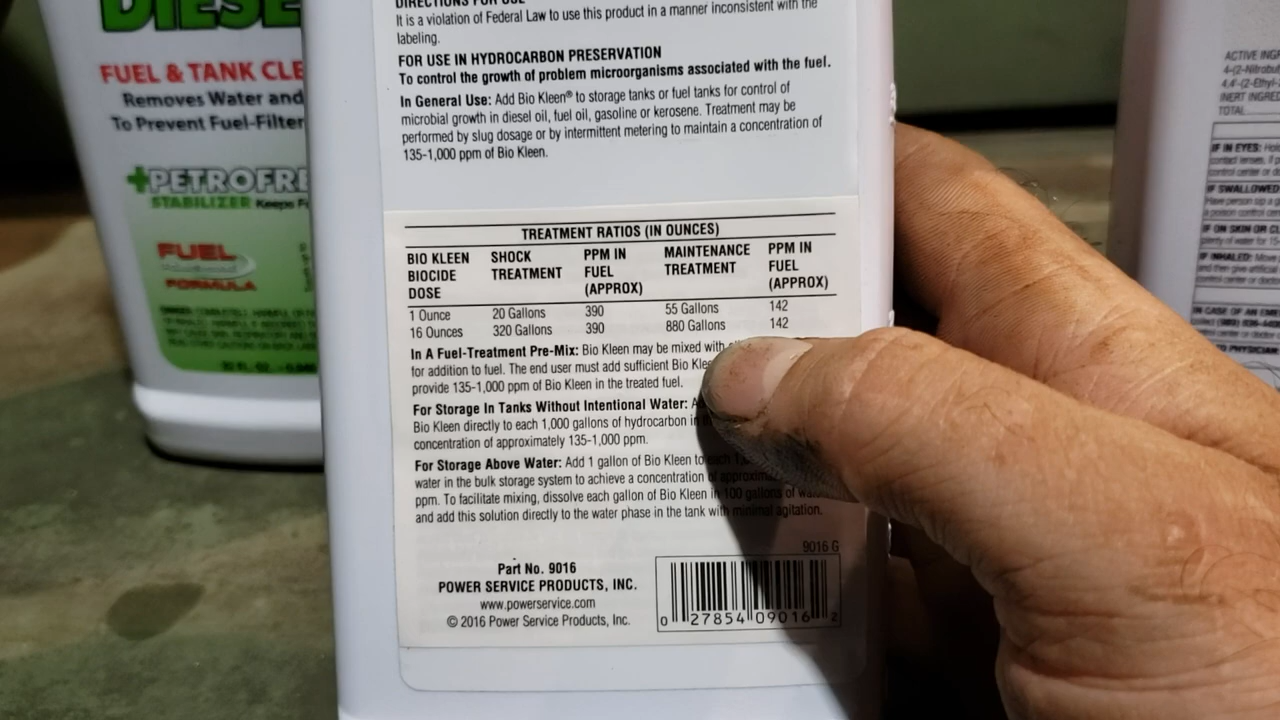 DIESE
FUEL & TANK CLE
Removes Water and
To Prevent Fuel-Filter
PETROFRE
STABILIZER Keeps F
FUEL
FORMULA
DIRECTIONS FOR USE
It is a violation of Federal Law to use this product in a manner inconsistent with the
labeling.
FOR USE IN HYDROCARBON PRESERVATION
To control the growth of problem microorganisms associated with the fuel.
In General Use: Add Bio Kleen® to storage tanks or fuel tanks for control of
microbial growth in diesel oil, fuel oil, gasoline or kerosene. Treatment may be
performed by slug dosage or by intermittent metering to maintain a concentration of
135-1,000 ppm of Bio Kleen.
TREATMENT RATIOS (IN OUNCES)
BIO KLEEN BIOCIDE DOSE SHOCK TREATMENT PPM IN FUEL (APPROX) MAINTENANCE TREATMENT PPM IN FUEL (APPROX)
1 Ounce 20 Gallons 390 55 Gallons 142
16 Ounces 320 Gallons 390 880 Gallons 142
In A Fuel-Treatment Pre-Mix: Bio Kleen may be mixed with
for addition to fuel. The end user must add sufficient Bio Klee
provide 135-1,000 ppm of Bio Kleen in the treated fuel.
For Storage In Tanks Without Intentional Water:
Bio Kleen directly to each 1,000 gallons of hydrocarbon in
concentration of approximately 135-1,000 ppm.
For Storage Above Water: Add 1 gallon of Bio Kleen to each
water in the bulk storage system to achieve a concentration of
ppm. To facilitate mixing, dissolve each gallon of Bio Kleen in 100 gallons of
and add this solution directly to the water phase in the tank with minimal agitation.
9016 G
Part No. 9016
POWER SERVICE PRODUCTS, INC.
www.powerservice.com
© 2016 Power Service Products, Inc.
0 27854 09016 2
ACTIVE INGR
4-(2-Nitrobut
4,4'-(2-Ethyl-2
INERT INGRED
TOTAL
IF IN EYES: Hol
contact lenses. If p
control center or do
IF SWALLOWED
Have person sip a gl
a poison control cen
IF ON SKIN OR CL
plenty of water for 15
IF INHALED: Move
and then give artificial
control center or docto
IN CASE OF AN EM